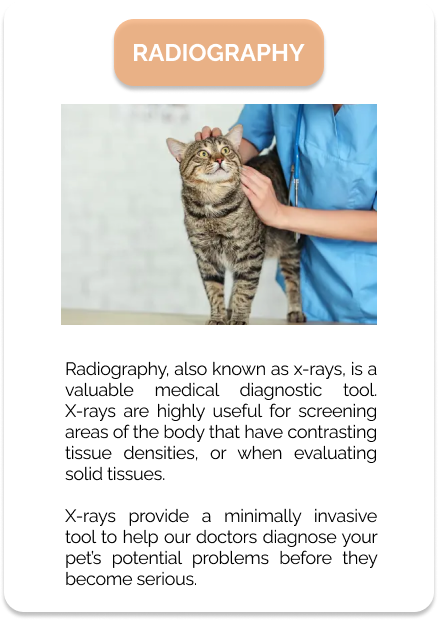 RADIOGRAPHY
Radiography, also known as x-rays, is a
valuable medical diagnostic tool.
X-rays are highly useful for screening
areas of the body that have contrasting
tissue densities, or when evaluating
solid tissues.
X-rays provide a minimally invasive
tool to help our doctors diagnose your
pet's potential problems before they
become serious.